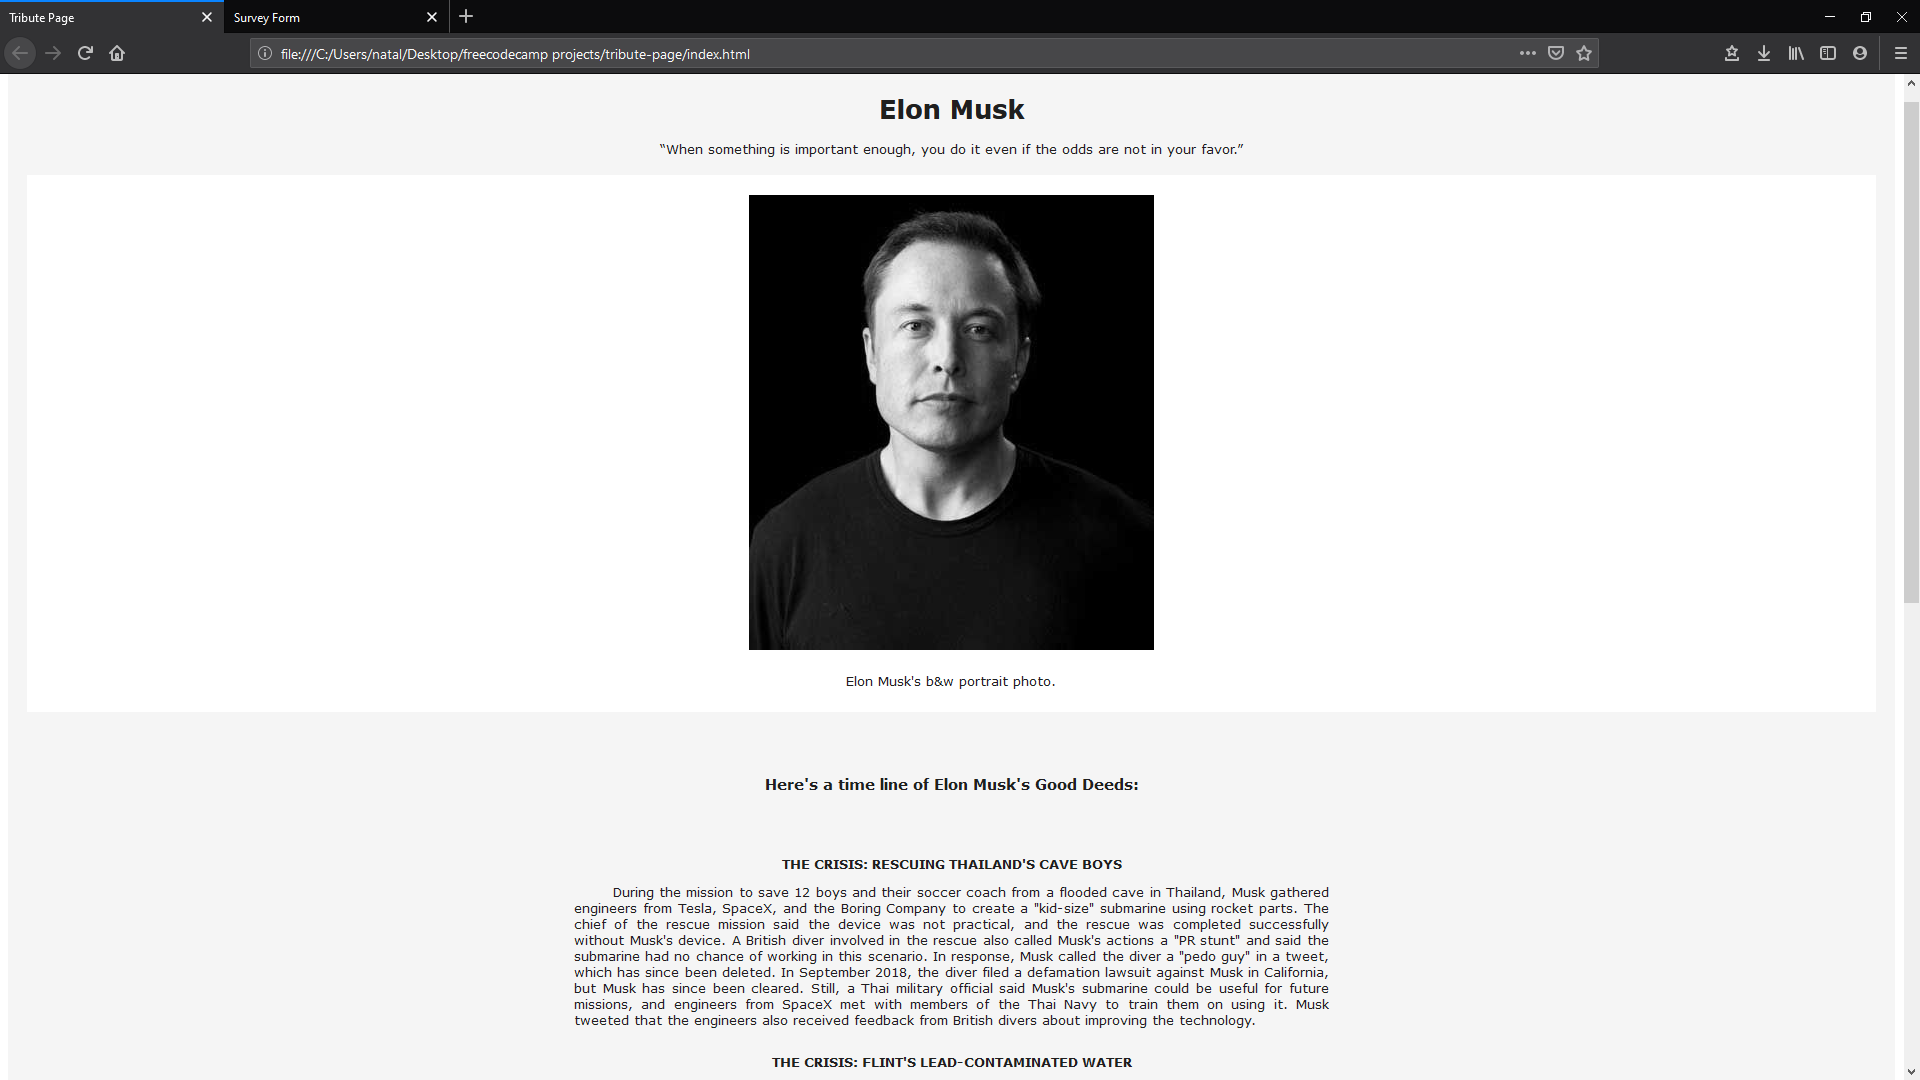 Tribute Page
Survey Form
file:///C:/Users/natal/Desktop/freecodecamp projects/tribute-page/index.html
Elon Musk
“When something is important enough, you do it even if the odds are not in your favor.”
Elon Musk's b&w portrait photo.
Here's a time line of Elon Musk's Good Deeds:
THE CRISIS: RESCUING THAILAND'S CAVE BOYS
During the mission to save 12 boys and their soccer coach from a flooded cave in Thailand, Musk gathered
engineers from Tesla, SpaceX, and the Boring Company to create a "kid-size" submarine using rocket parts. The
chief of the rescue mission said the device was not practical, and the rescue was completed successfully
without Musk's device. A British diver involved in the rescue also called Musk's actions a "PR stunt" and said the
submarine had no chance of working in this scenario. In response, Musk called the diver a "pedo guy" in a tweet,
which has since been deleted. In September 2018, the diver filed a defamation lawsuit against Musk in California,
but Musk has since been cleared. Still, a Thai military official said Musk's submarine could be useful for future
missions, and engineers from SpaceX met with members of the Thai Navy to train them on using it. Musk
tweeted that the engineers also received feedback from British divers about improving the technology.
THE CRISIS: FLINT'S LEAD-CONTAMINATED WATER